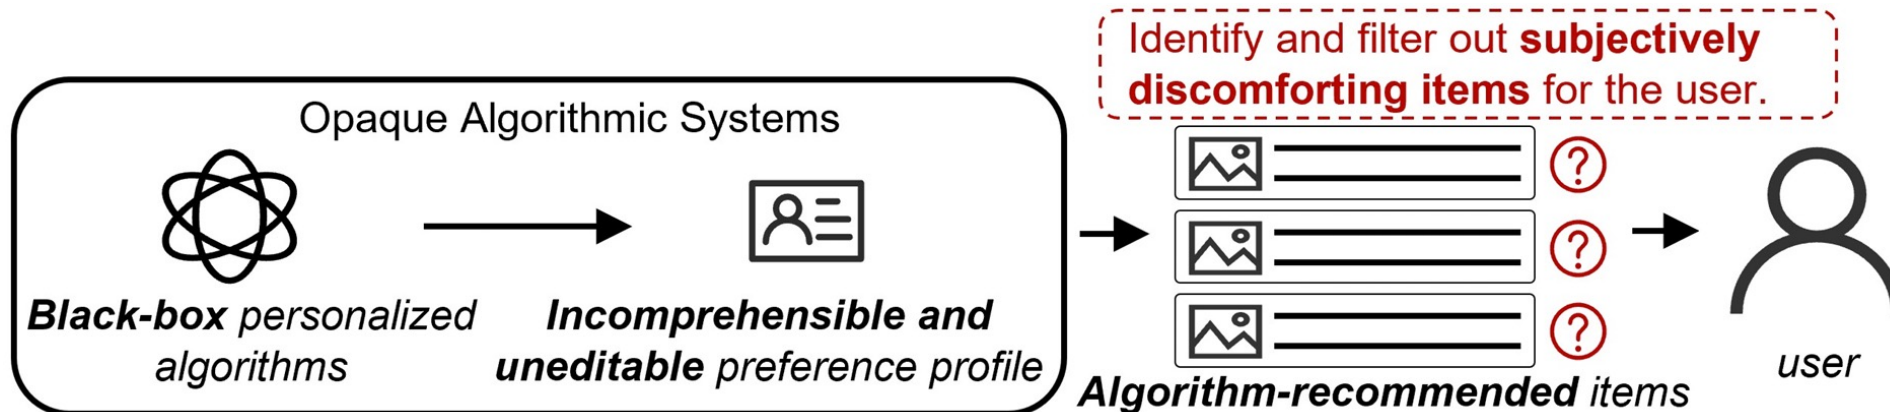 Identify and filter out subjectively
discomforting items for the user.
Opaque Algorithmic Systems
Black-box personalized
algorithms
Incomprehensible and
uneditable preference profile
?
?
?
Algorithm-recommended items
user